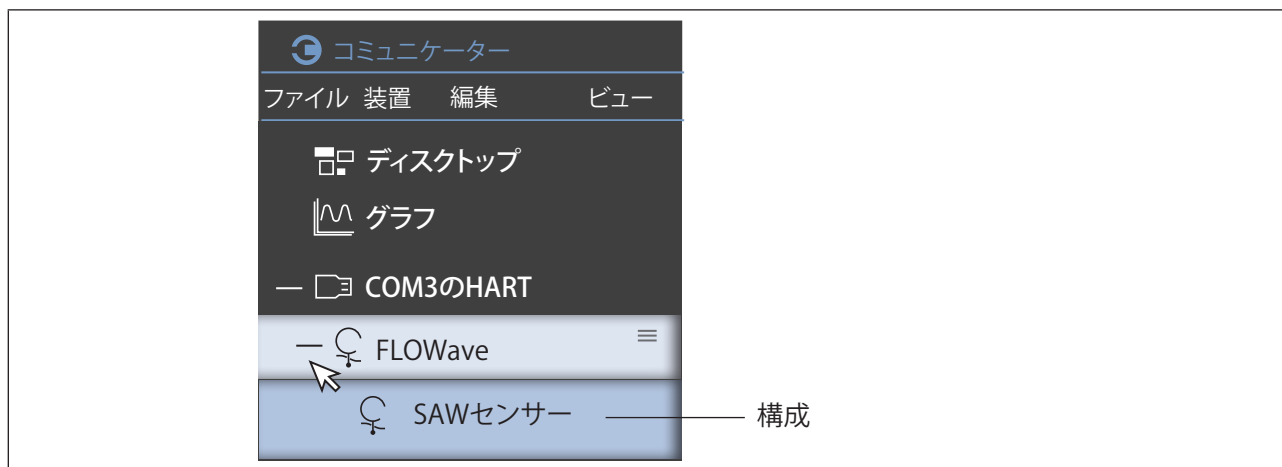 コミュニケーター
ファイル 装置 編集 ビュー
ディスクトップ
グラフ
COM3のHART
FLOWave
SAWセンサー
構成